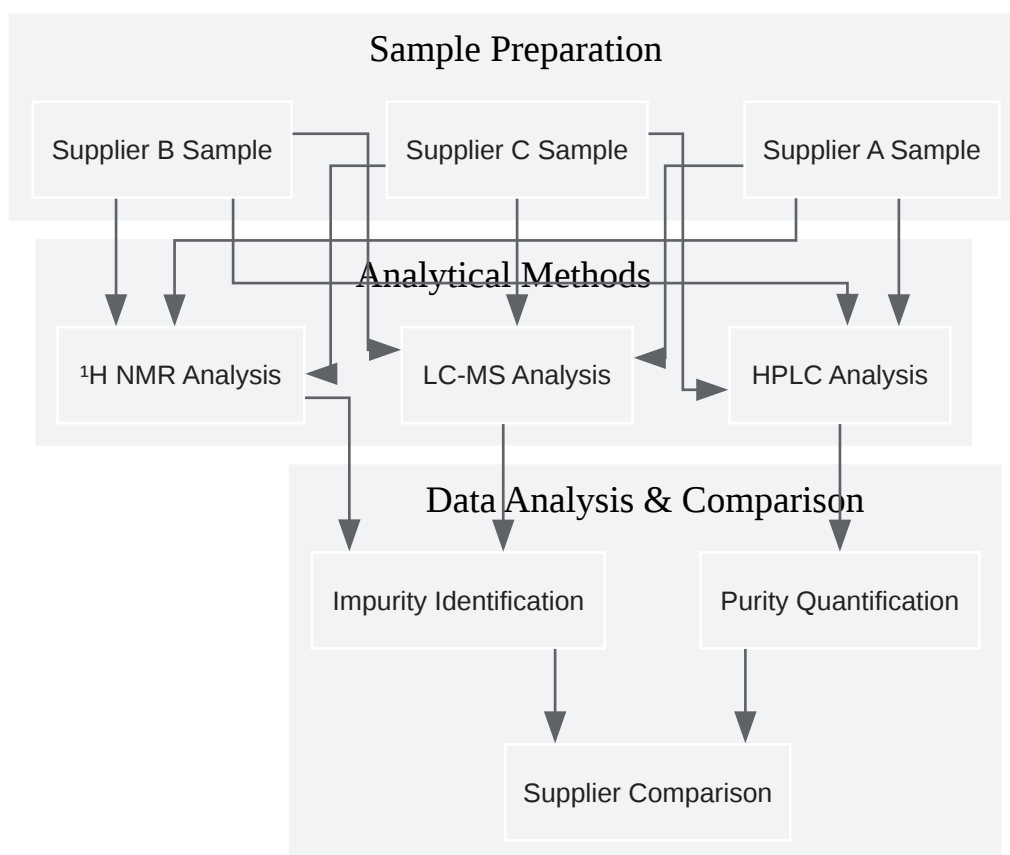 Sample Preparation
Supplier B Sample
Supplier C Sample
Supplier A Sample
Analytical Methods
¹H NMR Analysis
LC-MS Analysis
HPLC Analysis
Data Analysis & Comparison
Impurity Identification
Purity Quantification
Supplier Comparison